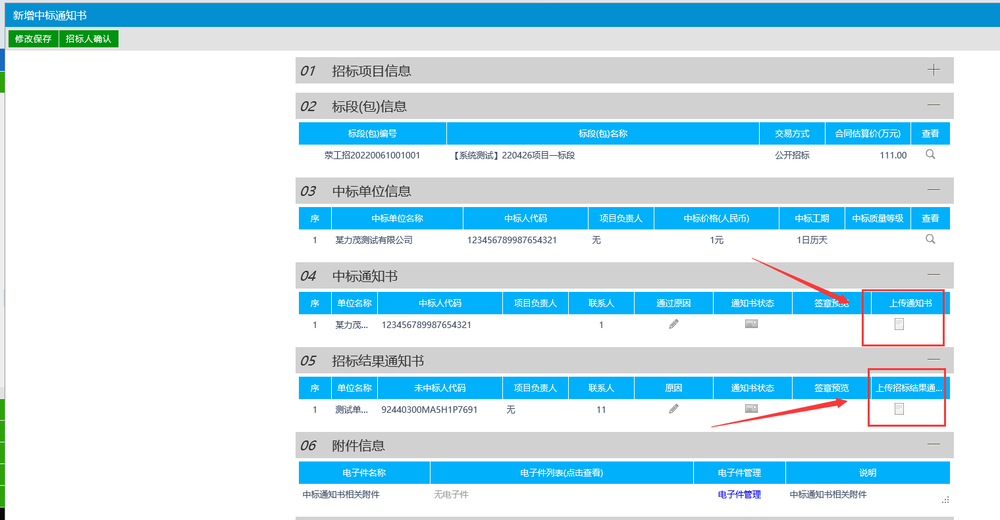 新增中标通知书
修改保存 招标人确认
01 招标项目信息
02 标段(包)信息
标段(包)编号 标段(包)名称 交易方式 合同估算价(万元) 查看
荥工招20220061001001 【系统测试】220426项目一标段 公开招标 111.00
03 中标单位信息
序 中标单位名称 中标人代码 项目负责人 中标价格(人民币) 中标工期 中标质量等级 查看
1 某力茂测试有限公司 123456789987654321 无 1元 1日历天
04 中标通知书
序 单位名称 中标人代码 项目负责人 联系人 通过原因 通知书状态 签章预览 上传通知书
1 某力茂... 123456789987654321 1
05 招标结果通知书
序 单位名称 未中标人代码 项目负责人 联系人 原因 通知书状态 签章预览 上传招标结果通...
1 测试单... 92440300MA5H1P7691 无 11
06 附件信息
电子件名称 电子件列表(点击查看) 电子件管理 说明
中标通知书相关附件 无电子件 电子件管理 中标通知书相关附件